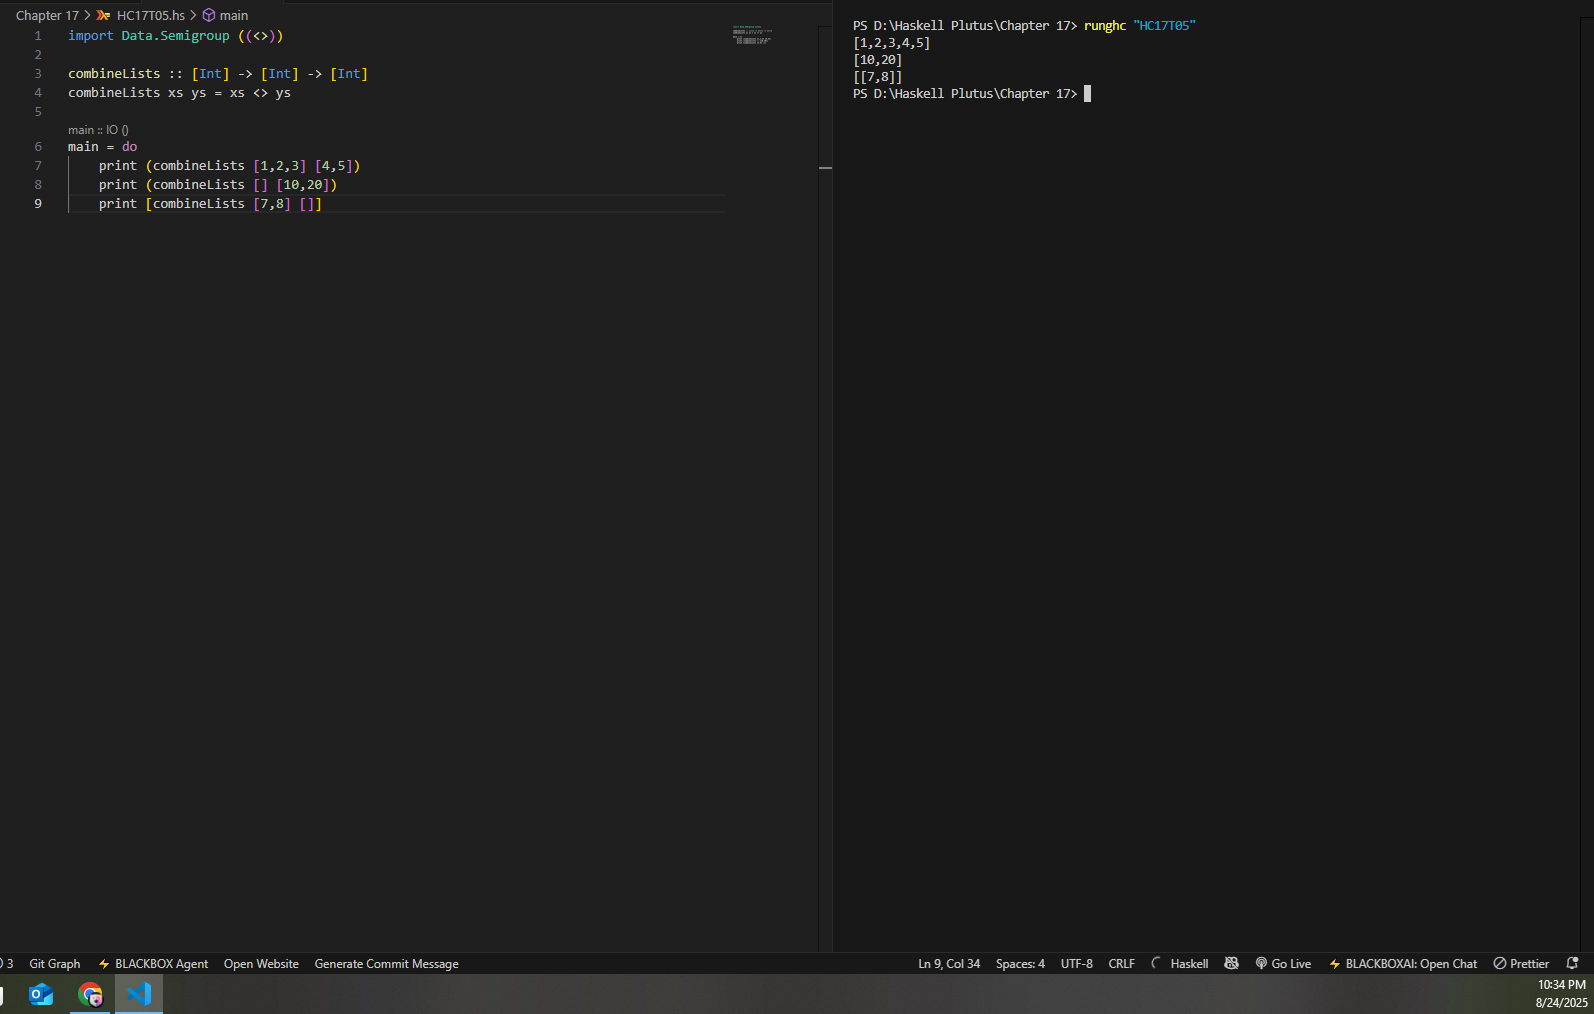 Chapter 17 > HC17T05.hs > main
1 import Data.Semigroup ((<>))
2
3 combineLists :: [Int] -> [Int] -> [Int]
4 combineLists xs ys = xs <> ys
5
main :: IO ()
6 main = do
7     print (combineLists [1,2,3] [4,5])
8     print (combineLists [] [10,20])
9     print [combineLists [7,8] []]
PS D:\Haskell Plutus\Chapter 17> runghc "HC17T05"
[1,2,3,4,5]
[10,20]
[[7,8]]
PS D:\Haskell Plutus\Chapter 17>
3 Git Graph BLACKBOX Agent Open Website Generate Commit Message Ln 9, Col 34 Spaces: 4 UTF-8 CRLF Haskell Go Live BLACKBOXAI: Open Chat Prettier
10:34 PM
8/24/2025